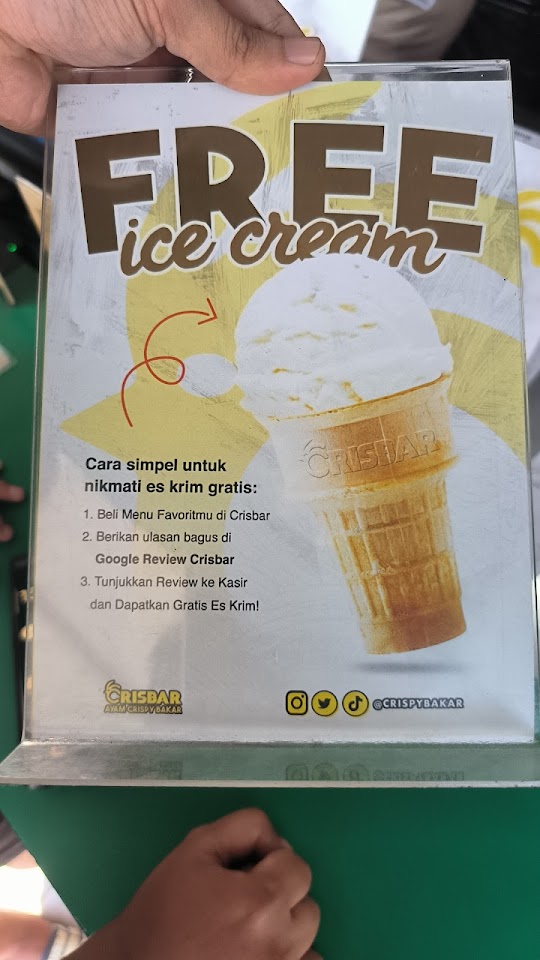 FREE
ice cream
CRISBAR
Cara simpel untuk
nikmati es krim gratis:
1. Beli Menu Favoritmu di Crisbar
2. Berikan ulasan bagus di
Google Review Crisbar
3. Tunjukkan Review ke Kasir
dan Dapatkan Gratis Es Krim!
CRISBAR
AYAM CRISPY BAKAR
@CRISPYBAKAR